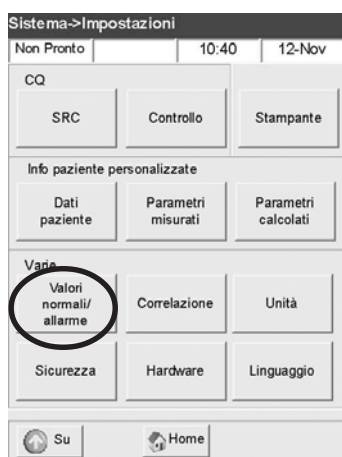 Sistema->Impostazioni
Non Pronto 10:40 12-Nov
CQ
SRC Controllo Stampante
Info paziente personalizzate
Dati paziente Parametri misurati Parametri calcolati
Varie
Valori normali/ allarme Correlazione Unità
Sicurezza Hardware Linguaggio
Su Home